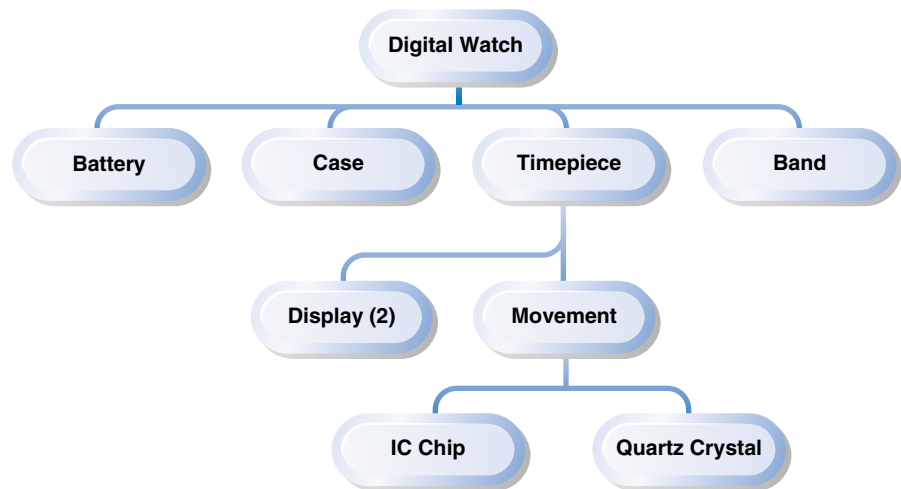 Digital Watch
Battery
Case
Timepiece
Band
Display (2)
Movement
IC Chip
Quartz Crystal